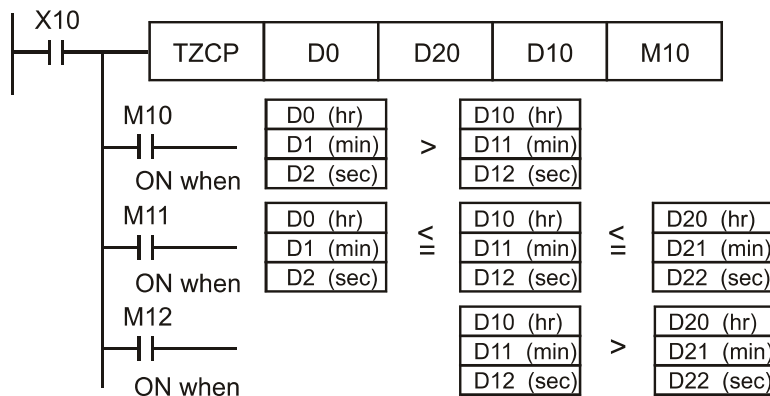 X10
TZCP D0 D20 D10 M10
M10
ON when
D0 (hr)
D1 (min)
D2 (sec)
>
D10 (hr)
D11 (min)
D12 (sec)
M11
ON when
D0 (hr)
D1 (min)
D2 (sec)
≦
D10 (hr)
D11 (min)
D12 (sec)
≦
D20 (hr)
D21 (min)
D22 (sec)
M12
ON when
D10 (hr)
D11 (min)
D12 (sec)
>
D20 (hr)
D21 (min)
D22 (sec)